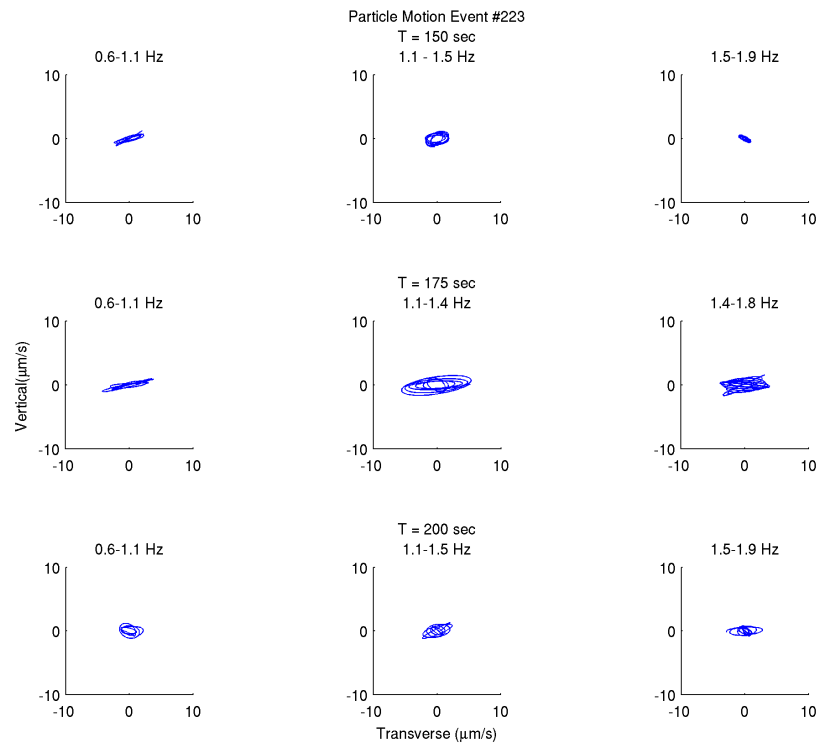 Particle Motion Event #223
T = 150 sec
0.6-1.1 Hz
1.1 - 1.5 Hz
1.5-1.9 Hz
10
0
-10
-10 0 10
10
0
-10
-10 0 10
10
0
-10
-10 0 10
T = 175 sec
0.6-1.1 Hz
1.1-1.4 Hz
1.4-1.8 Hz
Vertical(μm/s)
10
0
-10
-10 0 10
10
0
-10
-10 0 10
10
0
-10
-10 0 10
T = 200 sec
0.6-1.1 Hz
1.1-1.5 Hz
1.5-1.9 Hz
10
0
-10
-10 0 10
10
0
-10
-10 0 10
10
0
-10
-10 0 10
Transverse (μm/s)